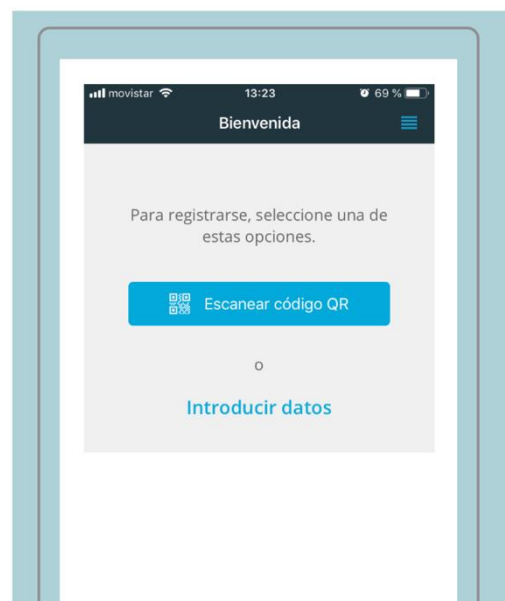 movistar 13:23 69 %
Bienvenida
Para registrarse, seleccione una de
estas opciones.
Escanear código QR
o
Introducir datos